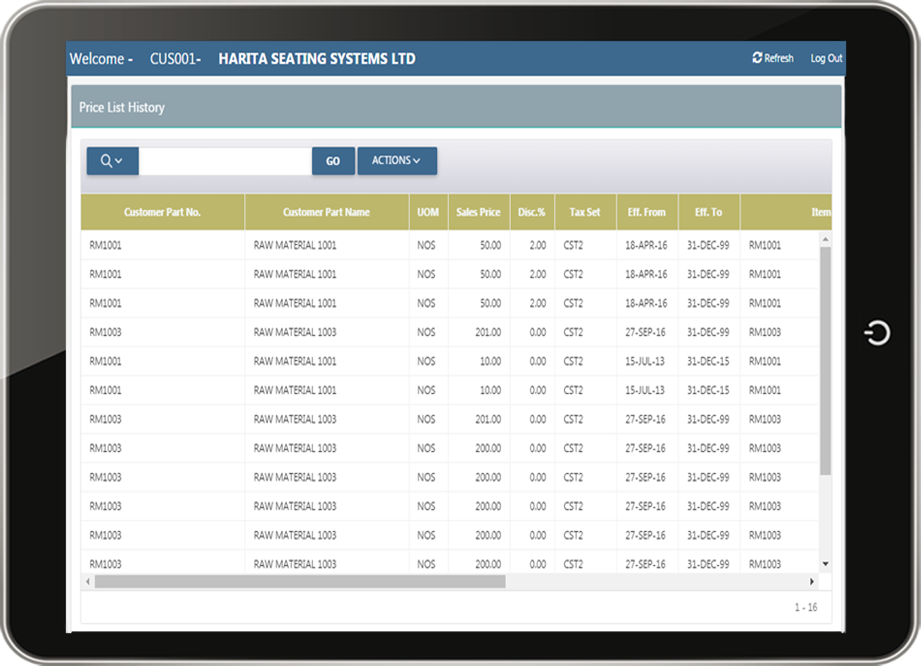 Welcome - CUS001- HARITA SEATING SYSTEMS LTD Refresh Log Out
Price List History
GO ACTIONS
Customer Part No. Customer Part Name UOM Sales Price Disc.% Tax Set Eff. From Eff. To Item
RM1001 RAW MATERIAL 1001 NOS 50.00 2.00 CST2 18-APR-16 31-DEC-99 RM1001
RM1001 RAW MATERIAL 1001 NOS 50.00 2.00 CST2 18-APR-16 31-DEC-99 RM1001
RM1001 RAW MATERIAL 1001 NOS 50.00 2.00 CST2 18-APR-16 31-DEC-99 RM1001
RM1003 RAW MATERIAL 1003 NOS 201.00 0.00 CST2 27-SEP-16 31-DEC-99 RM1003
RM1001 RAW MATERIAL 1001 NOS 10.00 0.00 CST2 15-JUL-13 31-DEC-15 RM1001
RM1001 RAW MATERIAL 1001 NOS 10.00 0.00 CST2 15-JUL-13 31-DEC-15 RM1001
RM1003 RAW MATERIAL 1003 NOS 201.00 0.00 CST2 27-SEP-16 31-DEC-99 RM1003
RM1003 RAW MATERIAL 1003 NOS 200.00 0.00 CST2 27-SEP-16 31-DEC-99 RM1003
RM1003 RAW MATERIAL 1003 NOS 200.00 0.00 CST2 27-SEP-16 31-DEC-99 RM1003
RM1003 RAW MATERIAL 1003 NOS 200.00 0.00 CST2 27-SEP-16 31-DEC-99 RM1003
RM1003 RAW MATERIAL 1003 NOS 200.00 0.00 CST2 27-SEP-16 31-DEC-99 RM1003
RM1003 RAW MATERIAL 1003 NOS 200.00 0.00 CST2 27-SEP-16 31-DEC-99 RM1003
1 - 16